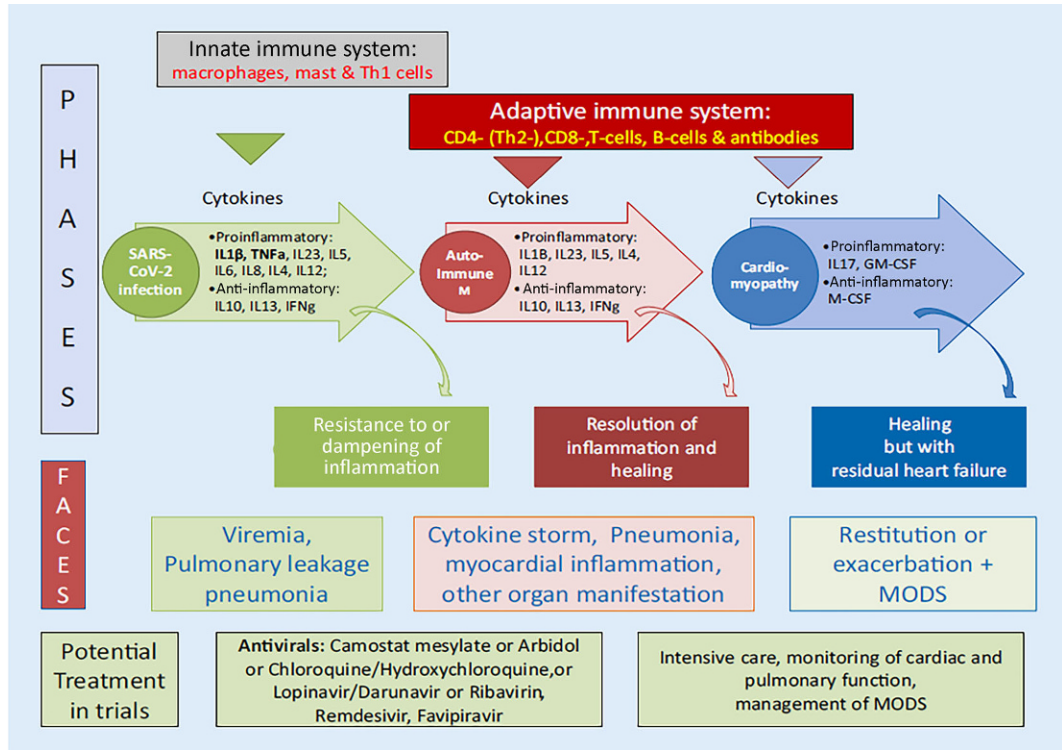 PHASES
Innate immune system:
macrophages, mast & Th1 cells
Adaptive immune system:
CD4- (Th2-),CD8-,T-cells, B-cells & antibodies
Cytokines
SARS-
CoV-2
infection
•Proinflammatory:
IL1β, TNFa, IL23, IL5,
IL6, IL8, IL4, IL12;
•Anti-inflammatory:
IL10, IL13, IFNg
Cytokines
Auto-
Immune
M
•Proinflammatory:
IL1B, IL23, IL5, IL4,
IL12
•Anti-inflammatory:
IL10, IL13, IFNg
Cytokines
Cardio-
myopathy
•Proinflammatory:
IL17, GM-CSF
•Anti-inflammatory:
M-CSF
Resistance to or
dampening of
inflammation
Resolution of
inflammation and
healing
Healing
but with
residual heart failure
FACES
Viremia,
Pulmonary leakage
pneumonia
Cytokine storm, Pneumonia,
myocardial inflammation,
other organ manifestation
Restitution or
exacerbation +
MODS
Potential
Treatment
in trials
Antivirals: Camostat mesylate or Arbidol
or Chloroquine/Hydroxychloroquine,or
Lopinavir/Darunavir or Ribavirin,
Remdesivir, Favipiravir
Intensive care, monitoring of cardiac and
pulmonary function,
management of MODS